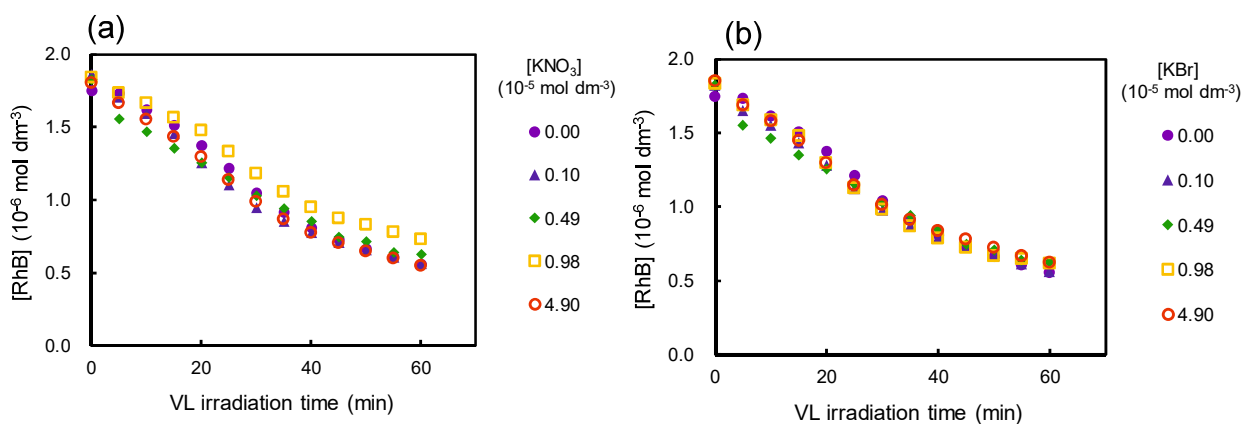 (a)
2.0
1.5
1.0
0.5
0.0
[RhB] (10-6 mol dm-3)
0
20
40
60
VL irradiation time (min)
[KNO3]
(10-5 mol dm-3)
0.00
0.10
0.49
0.98
4.90
(b)
2.0
1.5
1.0
0.5
0.0
[RhB] (10-6 mol dm-3)
0
20
40
60
VL irradiation time (min)
[KBr]
(10-5 mol dm-3)
0.00
0.10
0.49
0.98
4.90